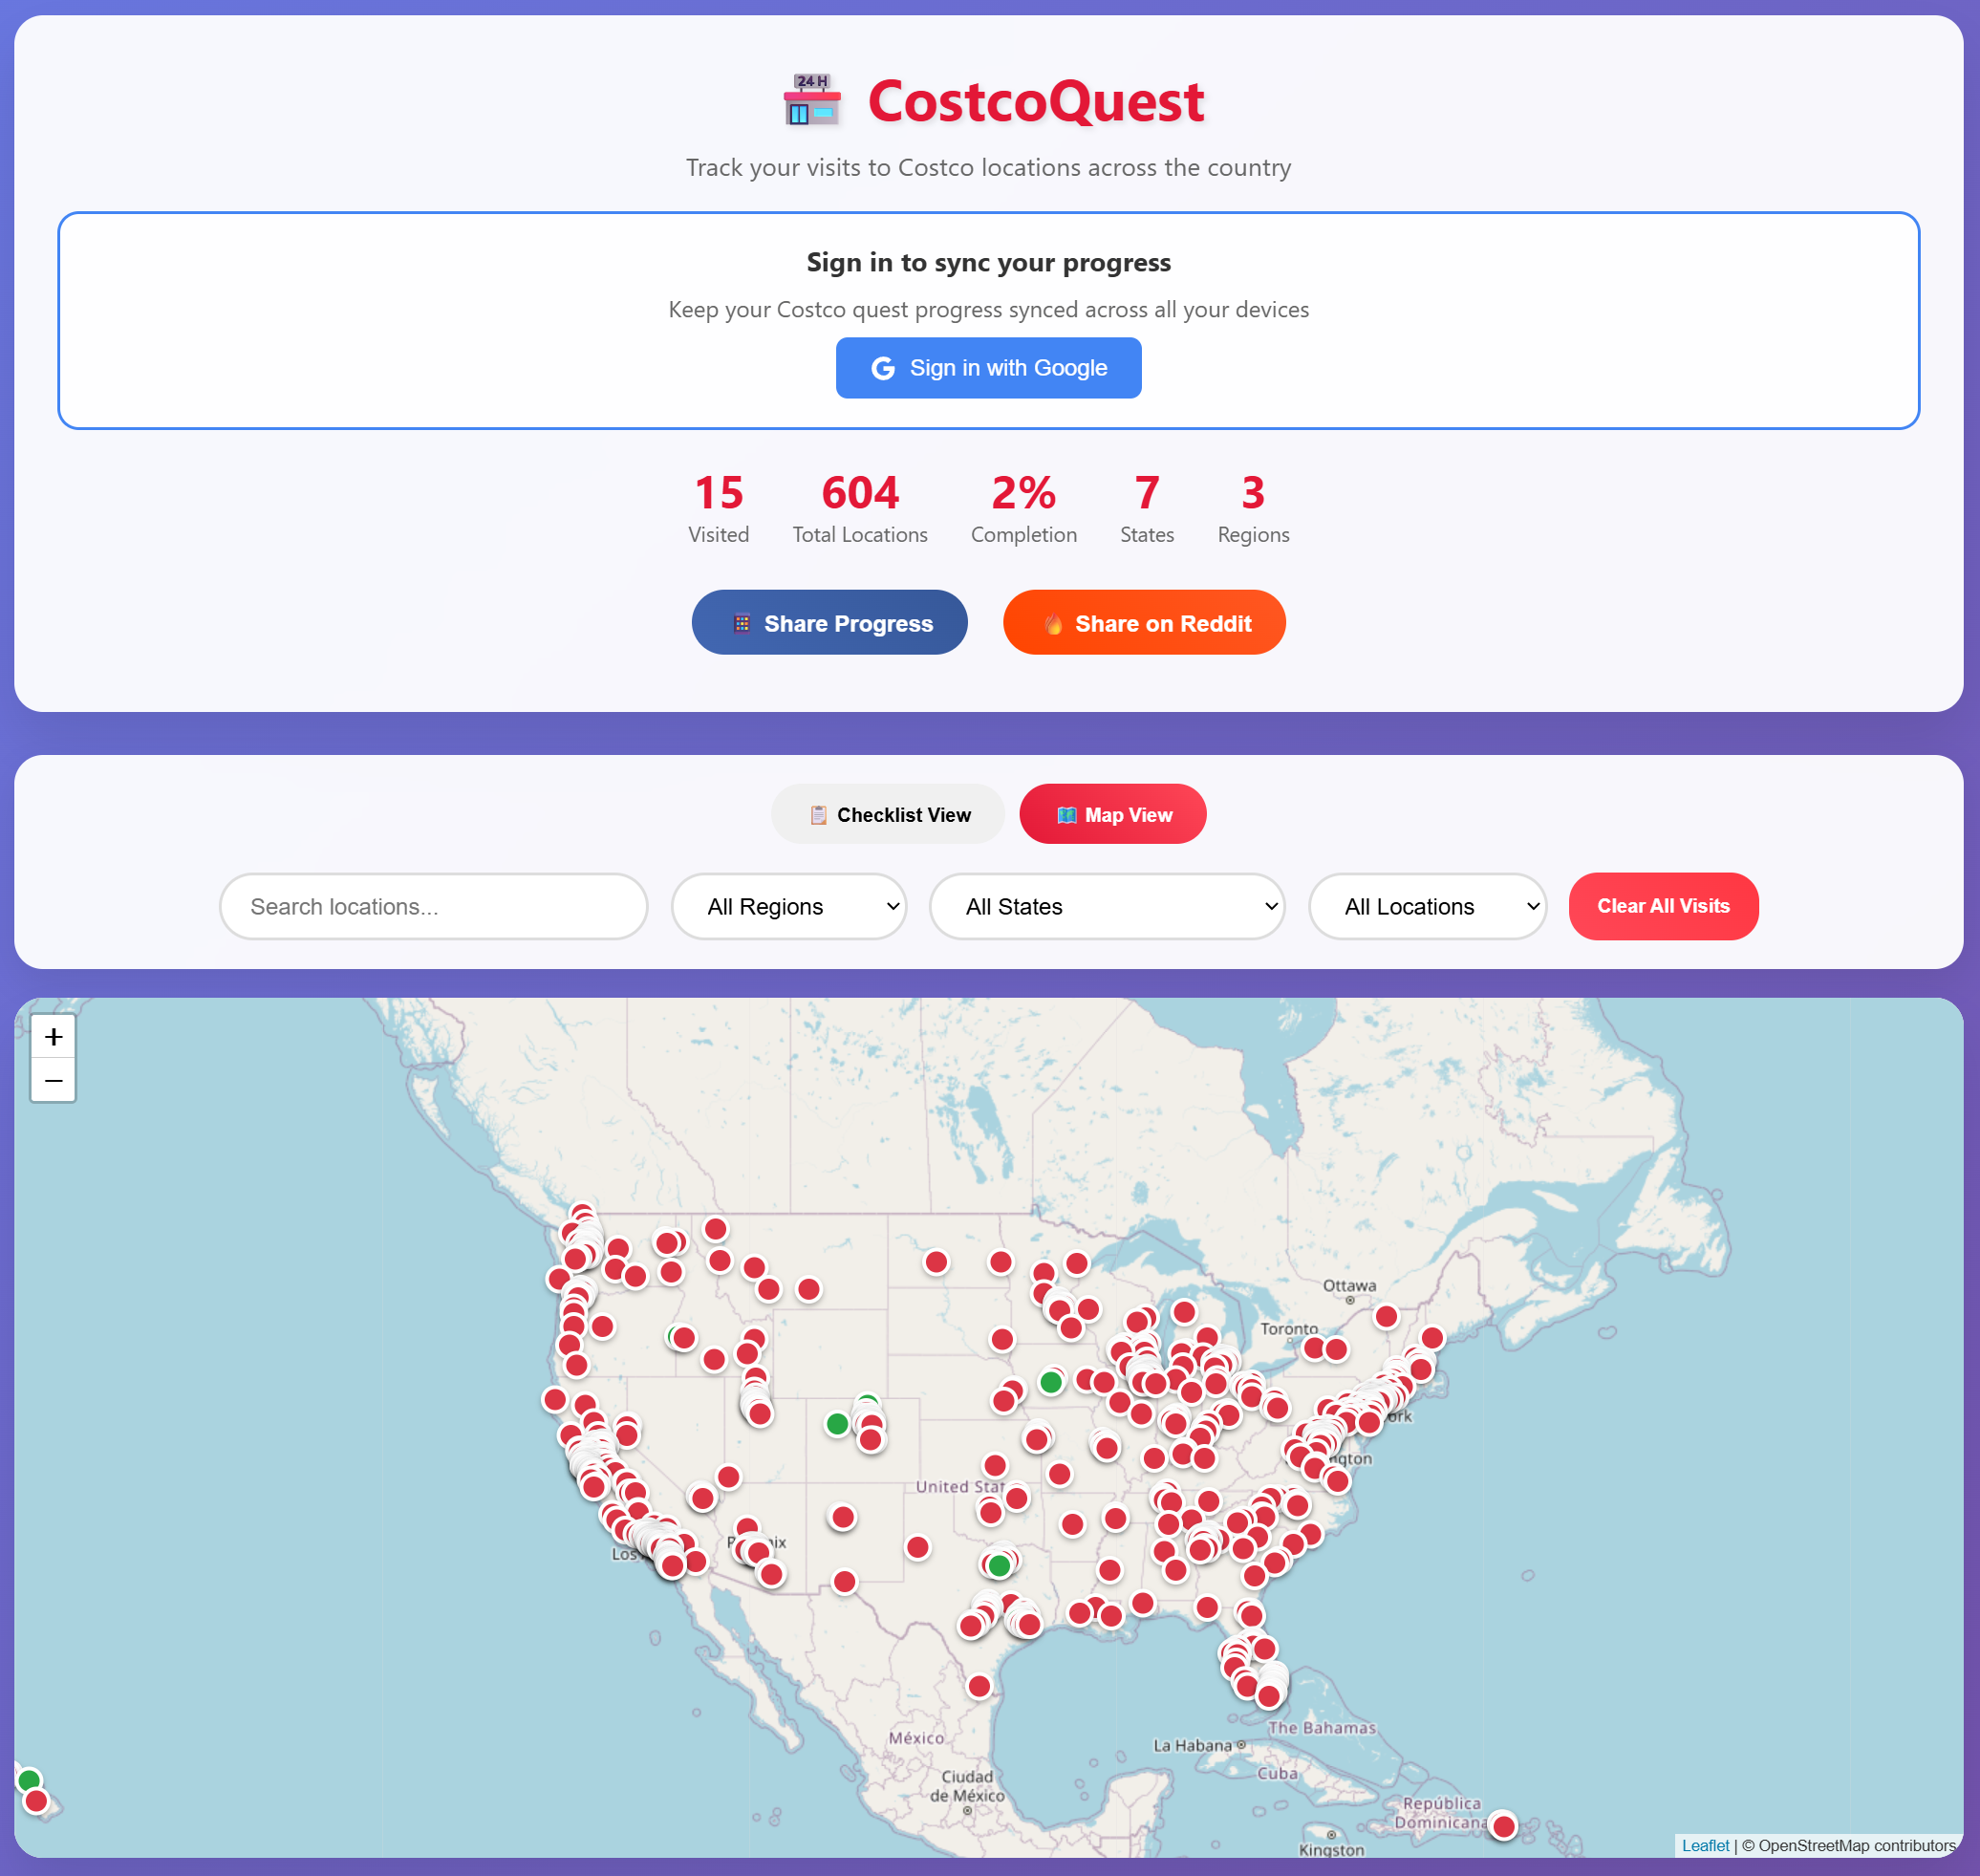 24 H
CostcoQuest
Track your visits to Costco locations across the country
Sign in to sync your progress
Keep your Costco quest progress synced across all your devices
G Sign in with Google
15 604 2% 7 3
Visited Total Locations Completion States Regions
Share Progress Share on Reddit
Checklist View Map View
Search locations... All Regions All States All Locations Clear All Visits
+
−
Ottawa
Toronto
United Stat
Los
The Bahamas
La Habana
México
Cuba
Ciudad
de México
República
Dominicana
Kingston
Leaflet | © OpenStreetMap contributors